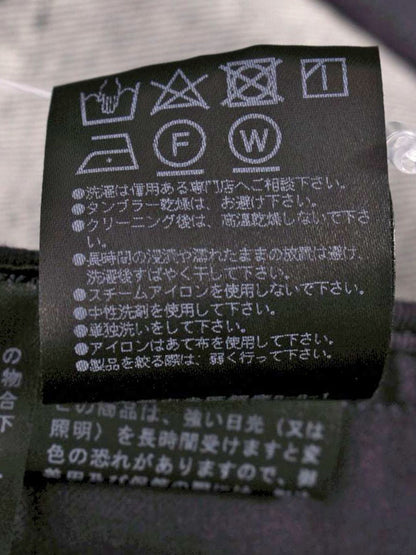 F
W
●洗濯は信用ある専門店へご相談下さい。
●タンブラー乾燥は、お避け下さい。
●クリーニング後は、高温乾燥しないで下さ
い。
●長時間の浸漬や濡れたままの放置は避け、
洗濯後すばやく干して下さい。
●スチームアイロンを使用しないで下さい。
●中性洗剤を使用して下さい。
●単独洗いをして下さい。
●アイロンはあて布を使用して下さい。
●製品を絞る際は、弱く行って下さい。
この商品は、強い日光（又は
照明）を長時間受けますと変
色の恐れがありますので、
の
物
合
下